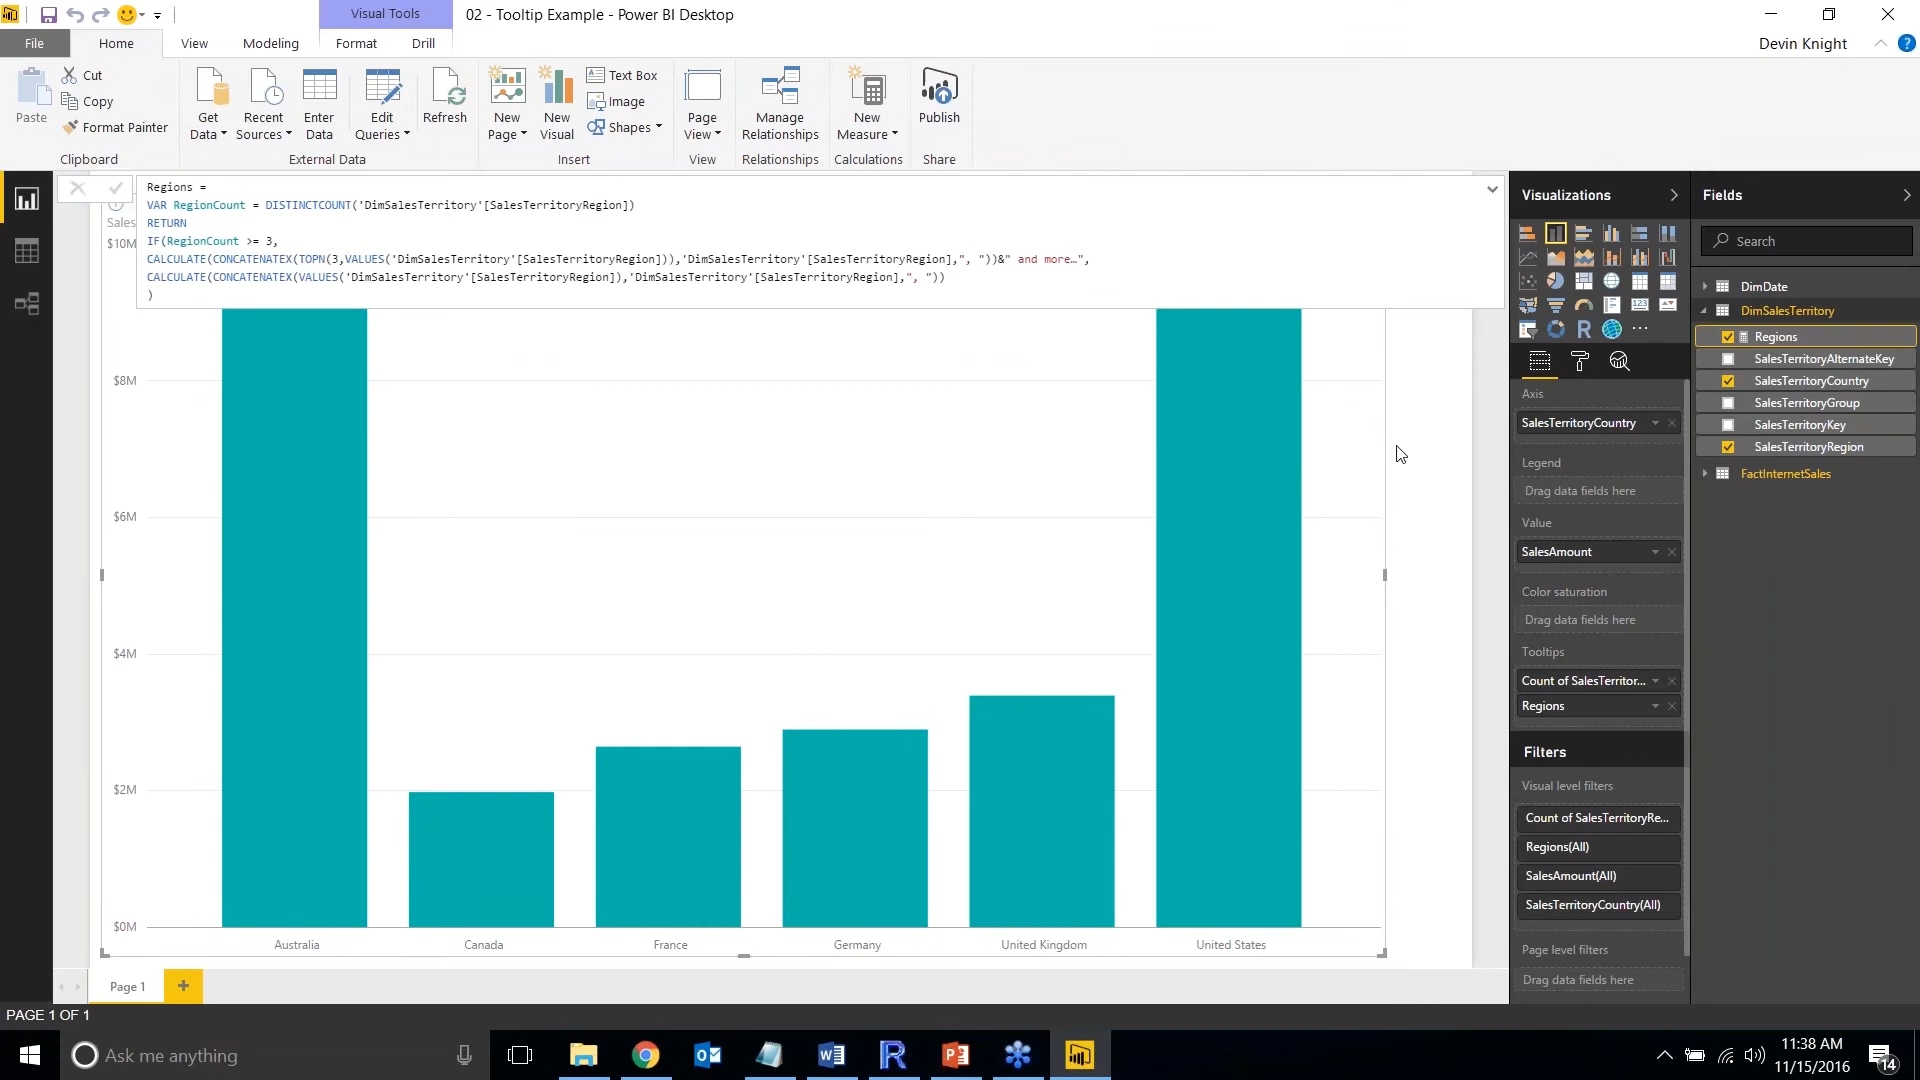 Visual Tools
02 - Tooltip Example - Power BI Desktop
File Home View Modeling Format Drill
Devin Knight
?
Paste
Cut
Copy
Format Painter
Clipboard
Get Data
Recent Sources
Enter Data
Edit Queries
Refresh
External Data
New Page
New Visual
Text Box
Image
Shapes
Insert
Page View
View
Manage Relationships
Relationships
New Measure
Calculations
Publish
Share
Regions =
VAR RegionCount = DISTINCTCOUNT('DimSalesTerritory'[SalesTerritoryRegion])
RETURN
IF(RegionCount >= 3,
CALCULATE(CONCATENATEX(TOPN(3,VALUES('DimSalesTerritory'[SalesTerritoryRegion])),'DimSalesTerritory'[SalesTerritoryRegion],", "))&" and more…",
CALCULATE(CONCATENATEX(VALUES('DimSalesTerritory'[SalesTerritoryRegion]),'DimSalesTerritory'[SalesTerritoryRegion],", "))
)
Sales
$10M
$8M
$6M
$4M
$2M
$0M
Australia Canada France Germany United Kingdom United States
Page 1
+
PAGE 1 OF 1
Visualizations
123
R
Axis
SalesTerritoryCountry
Legend
Drag data fields here
Value
SalesAmount
Color saturation
Drag data fields here
Tooltips
Count of SalesTerritor...
Regions
Filters
Visual level filters
Count of SalesTerritoryRe...
Regions(All)
SalesAmount(All)
SalesTerritoryCountry(All)
Page level filters
Drag data fields here
Fields
Search
DimDate
DimSalesTerritory
Regions
SalesTerritoryAlternateKey
SalesTerritoryCountry
SalesTerritoryGroup
SalesTerritoryKey
SalesTerritoryRegion
FactInternetSales
Ask me anything
11:38 AM
11/15/2016
14